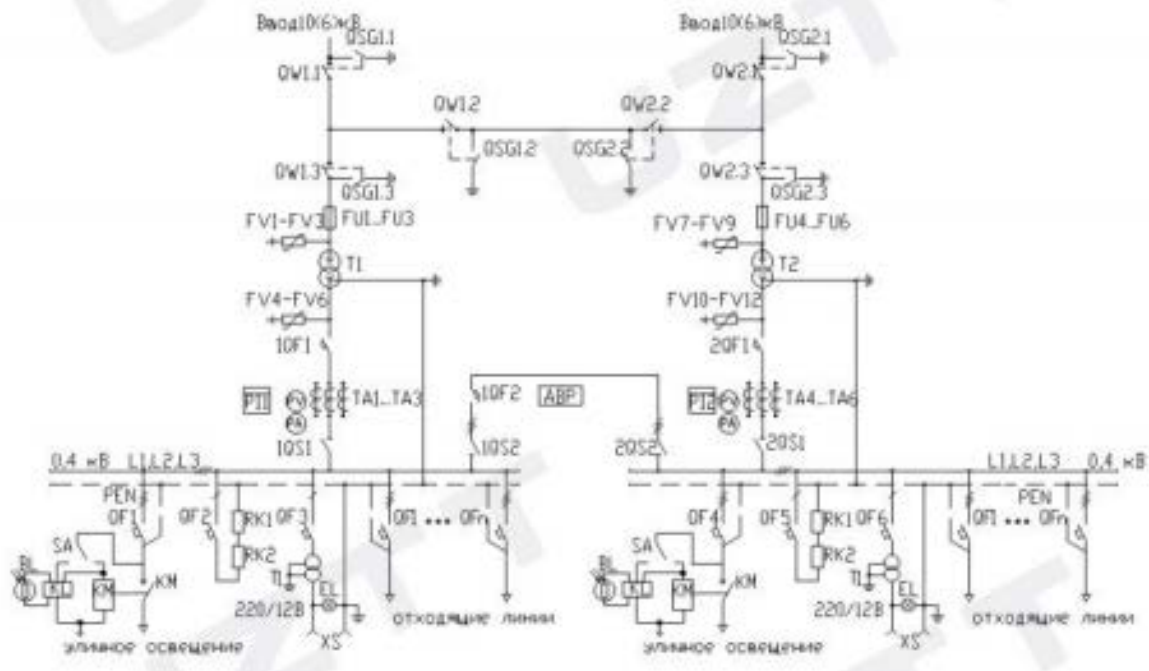 Ввод10(6)кВ Ввод10(6)кВ
QSG1.1 QSG2.1
QW1.1 QW2.1
QW1.2 QW2.2
QSG1.2 QSG2.2
QW1.3 QW2.3
QSG1.3 QSG2.3
FV1-FV3 FU1...FU3 FV7-FV9 FU4...FU6
T1 T2
FV4-FV6 FV10-FV12
1QF1 2QF1
PI1 PV TA1...TA3 1QF2 АВР PI2 PV TA4...TA6
PA PA
1QS1 1QS2 2QS2 2QS1
0.4 кВ L1,L2,L3 L1,L2,L3 0.4 кВ
PEN PEN
QF1 QF2 RK1 QF3 QF1 ... QFn QF4 QF5 RK1 QF6 QF1 ... QFn
SA RK2 SA RK2
BL KL KM KM T1 EL KM KM T1 EL
220/12В отходящие линии 220/12В отходящие линии
уличное освещение XS уличное освещение XS
UZTT